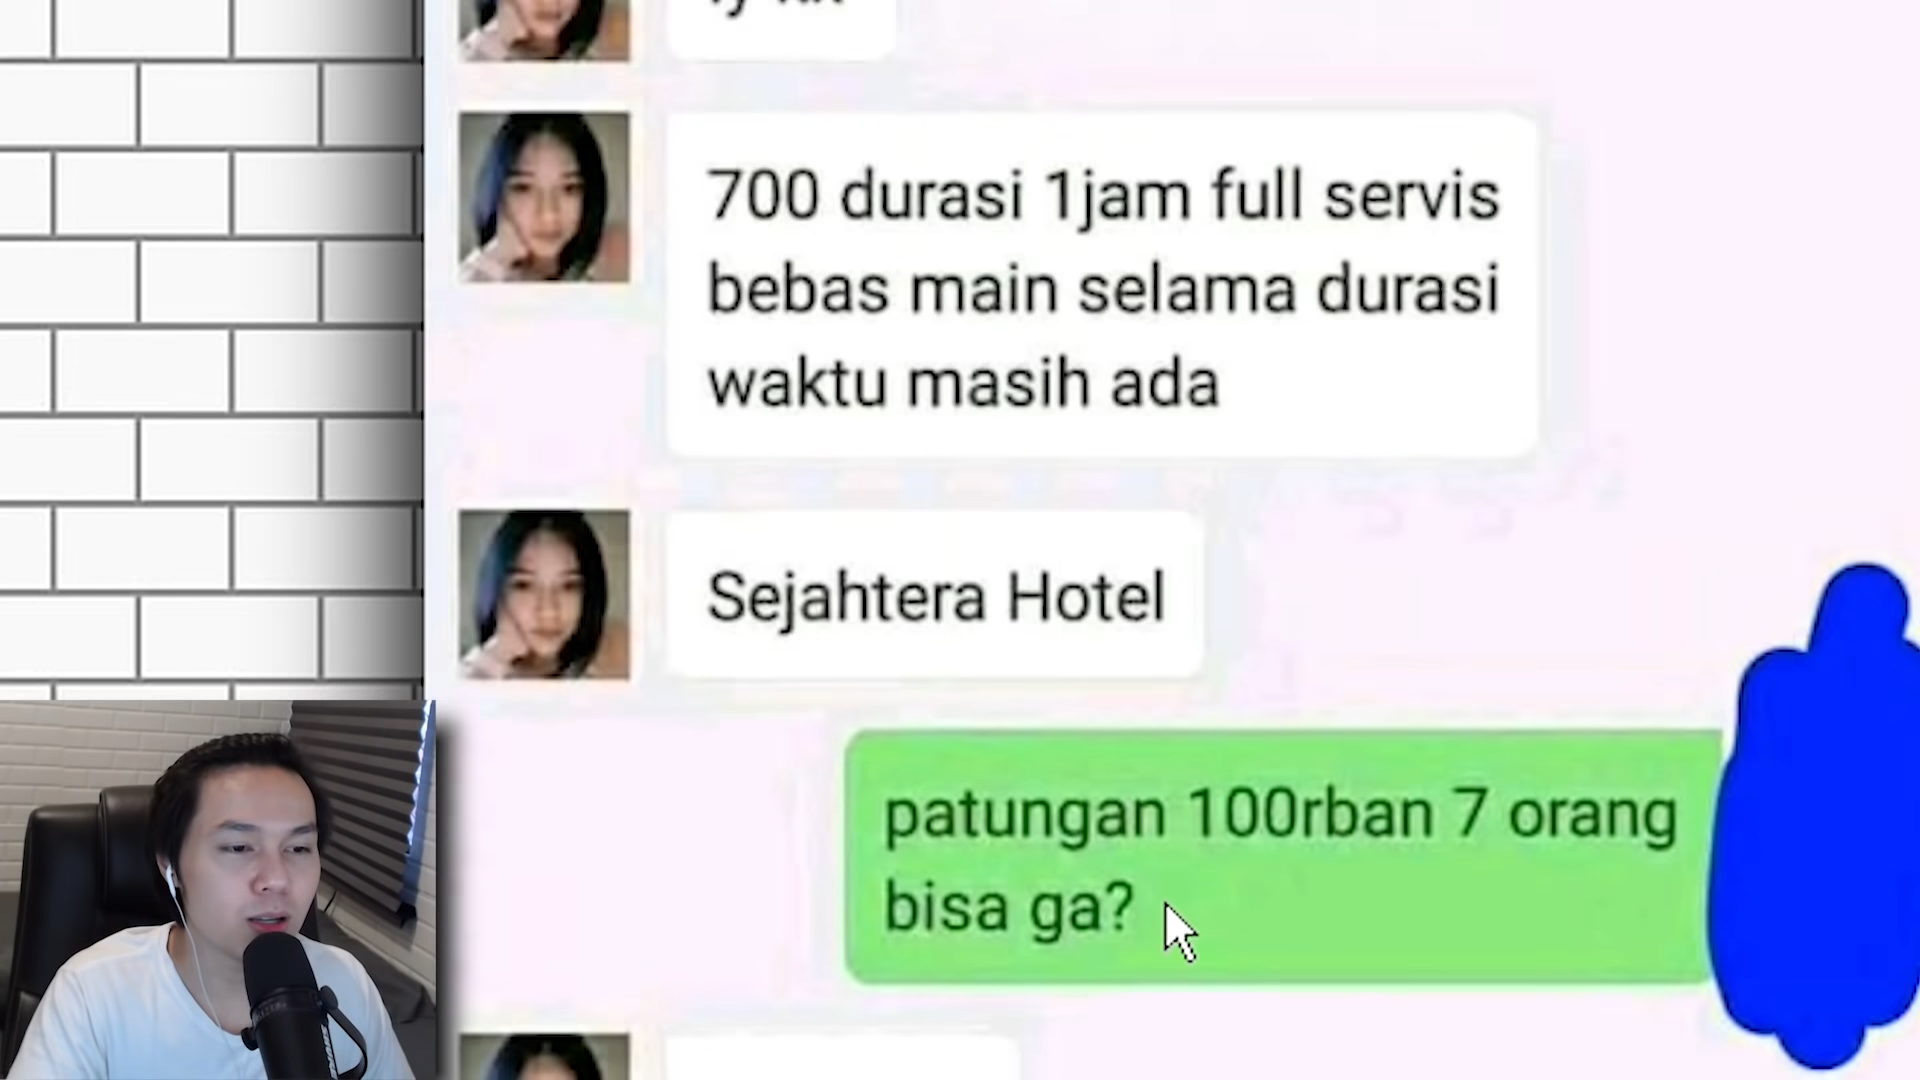 700 durasi 1jam full servis
bebas main selama durasi
waktu masih ada
Sejahtera Hotel
patungan 100rban 7 orang
bisa ga?